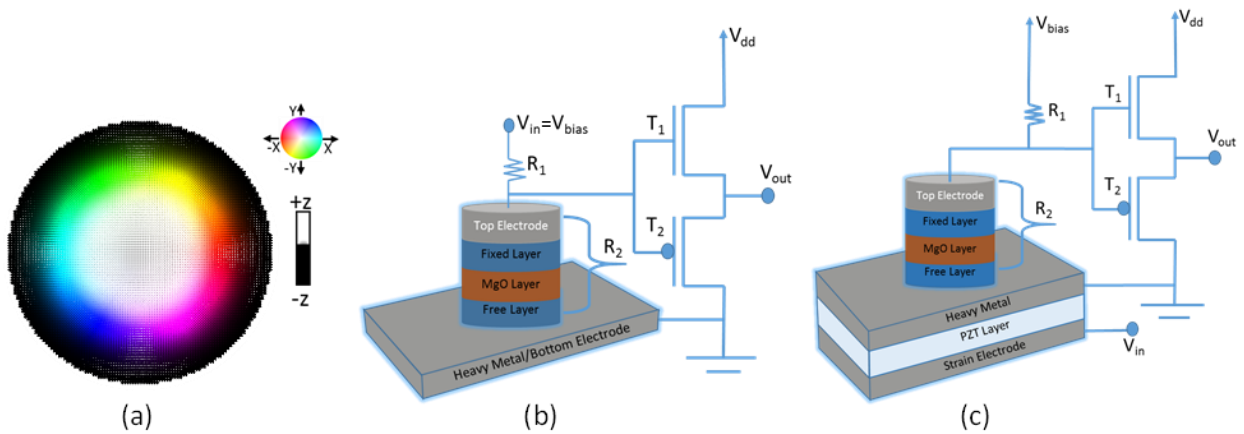 Y
-X
X
-Y
+Z
-Z
(a)
V_in=V_bias
R_1
V_dd
T_1
T_2
V_out
R_2
Top Electrode
Fixed Layer
MgO Layer
Free Layer
Heavy Metal/Bottom Electrode
(b)
V_bias
R_1
V_dd
T_1
T_2
V_out
R_2
Top Electrode
Fixed Layer
MgO Layer
Free Layer
Heavy Metal
PZT Layer
Strain Electrode
V_in
(c)